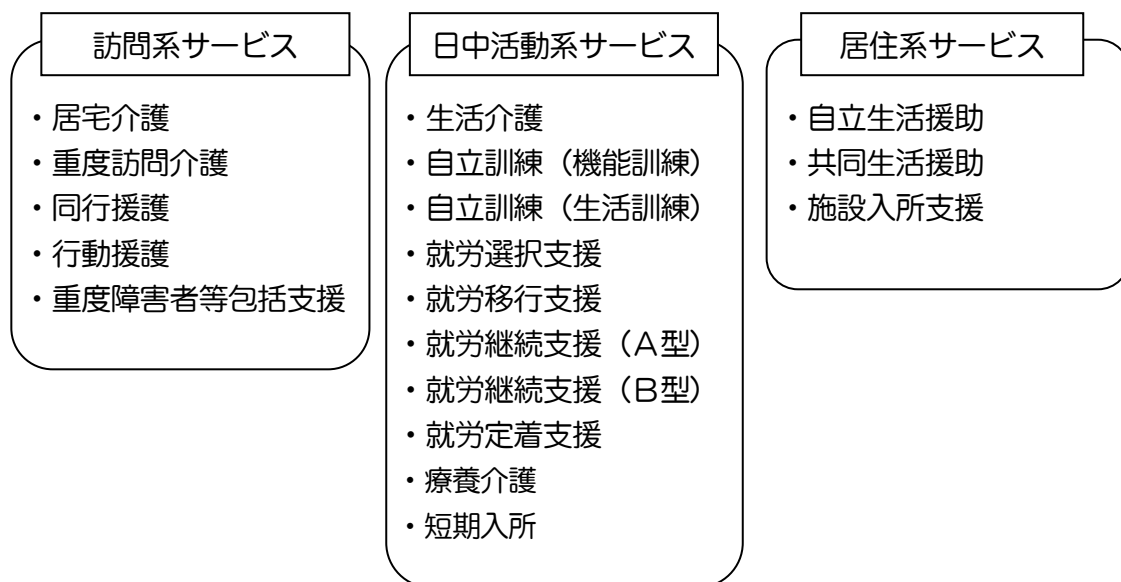 訪問系サービス
・居宅介護
・重度訪問介護
・同行援護
・行動援護
・重度障害者等包括支援
日中活動系サービス
・生活介護
・自立訓練（機能訓練）
・自立訓練（生活訓練）
・就労選択支援
・就労移行支援
・就労継続支援（Ａ型）
・就労継続支援（Ｂ型）
・就労定着支援
・療養介護
・短期入所
居住系サービス
・自立生活援助
・共同生活援助
・施設入所支援